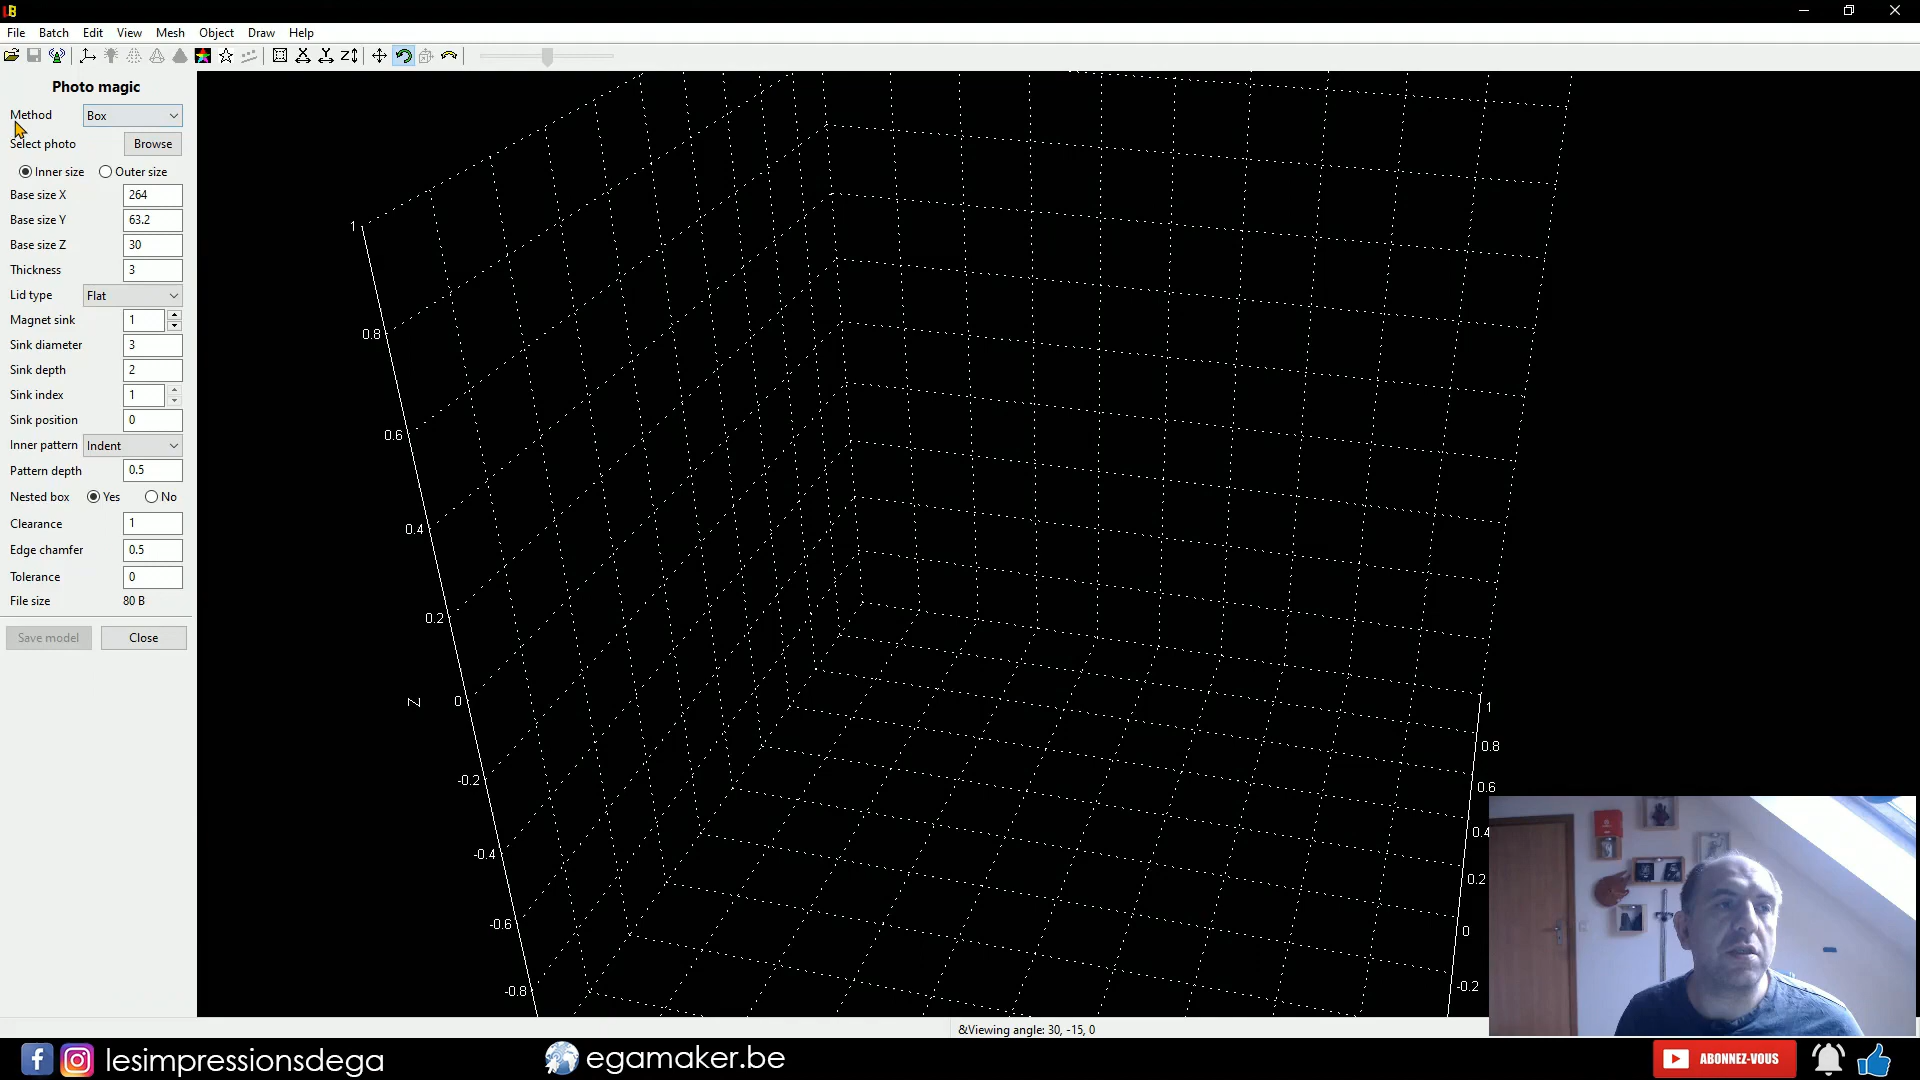 File Batch Edit View Mesh Object Draw Help
Z
Photo magic
Method Box
Select photo Browse
Inner size Outer size
Base size X 264
Base size Y 63.2
Base size Z 30
Thickness 3
Lid type Flat
Magnet sink 1
Sink diameter 3
Sink depth 2
Sink index 1
Sink position 0
Inner pattern Indent
Pattern depth 0.5
Nested box Yes No
Clearance 1
Edge chamfer 0.5
Tolerance 0
File size 80 B
Save model Close
1
0.8
0.6
0.4
0.2
Z 0
-0.2
-0.4
-0.6
-0.8
1
0.8
0.6
0.4
0.2
0
-0.2
&Viewing angle: 30, -15, 0
lesimpressionsdega egamaker.be ABONNEZ-VOUS